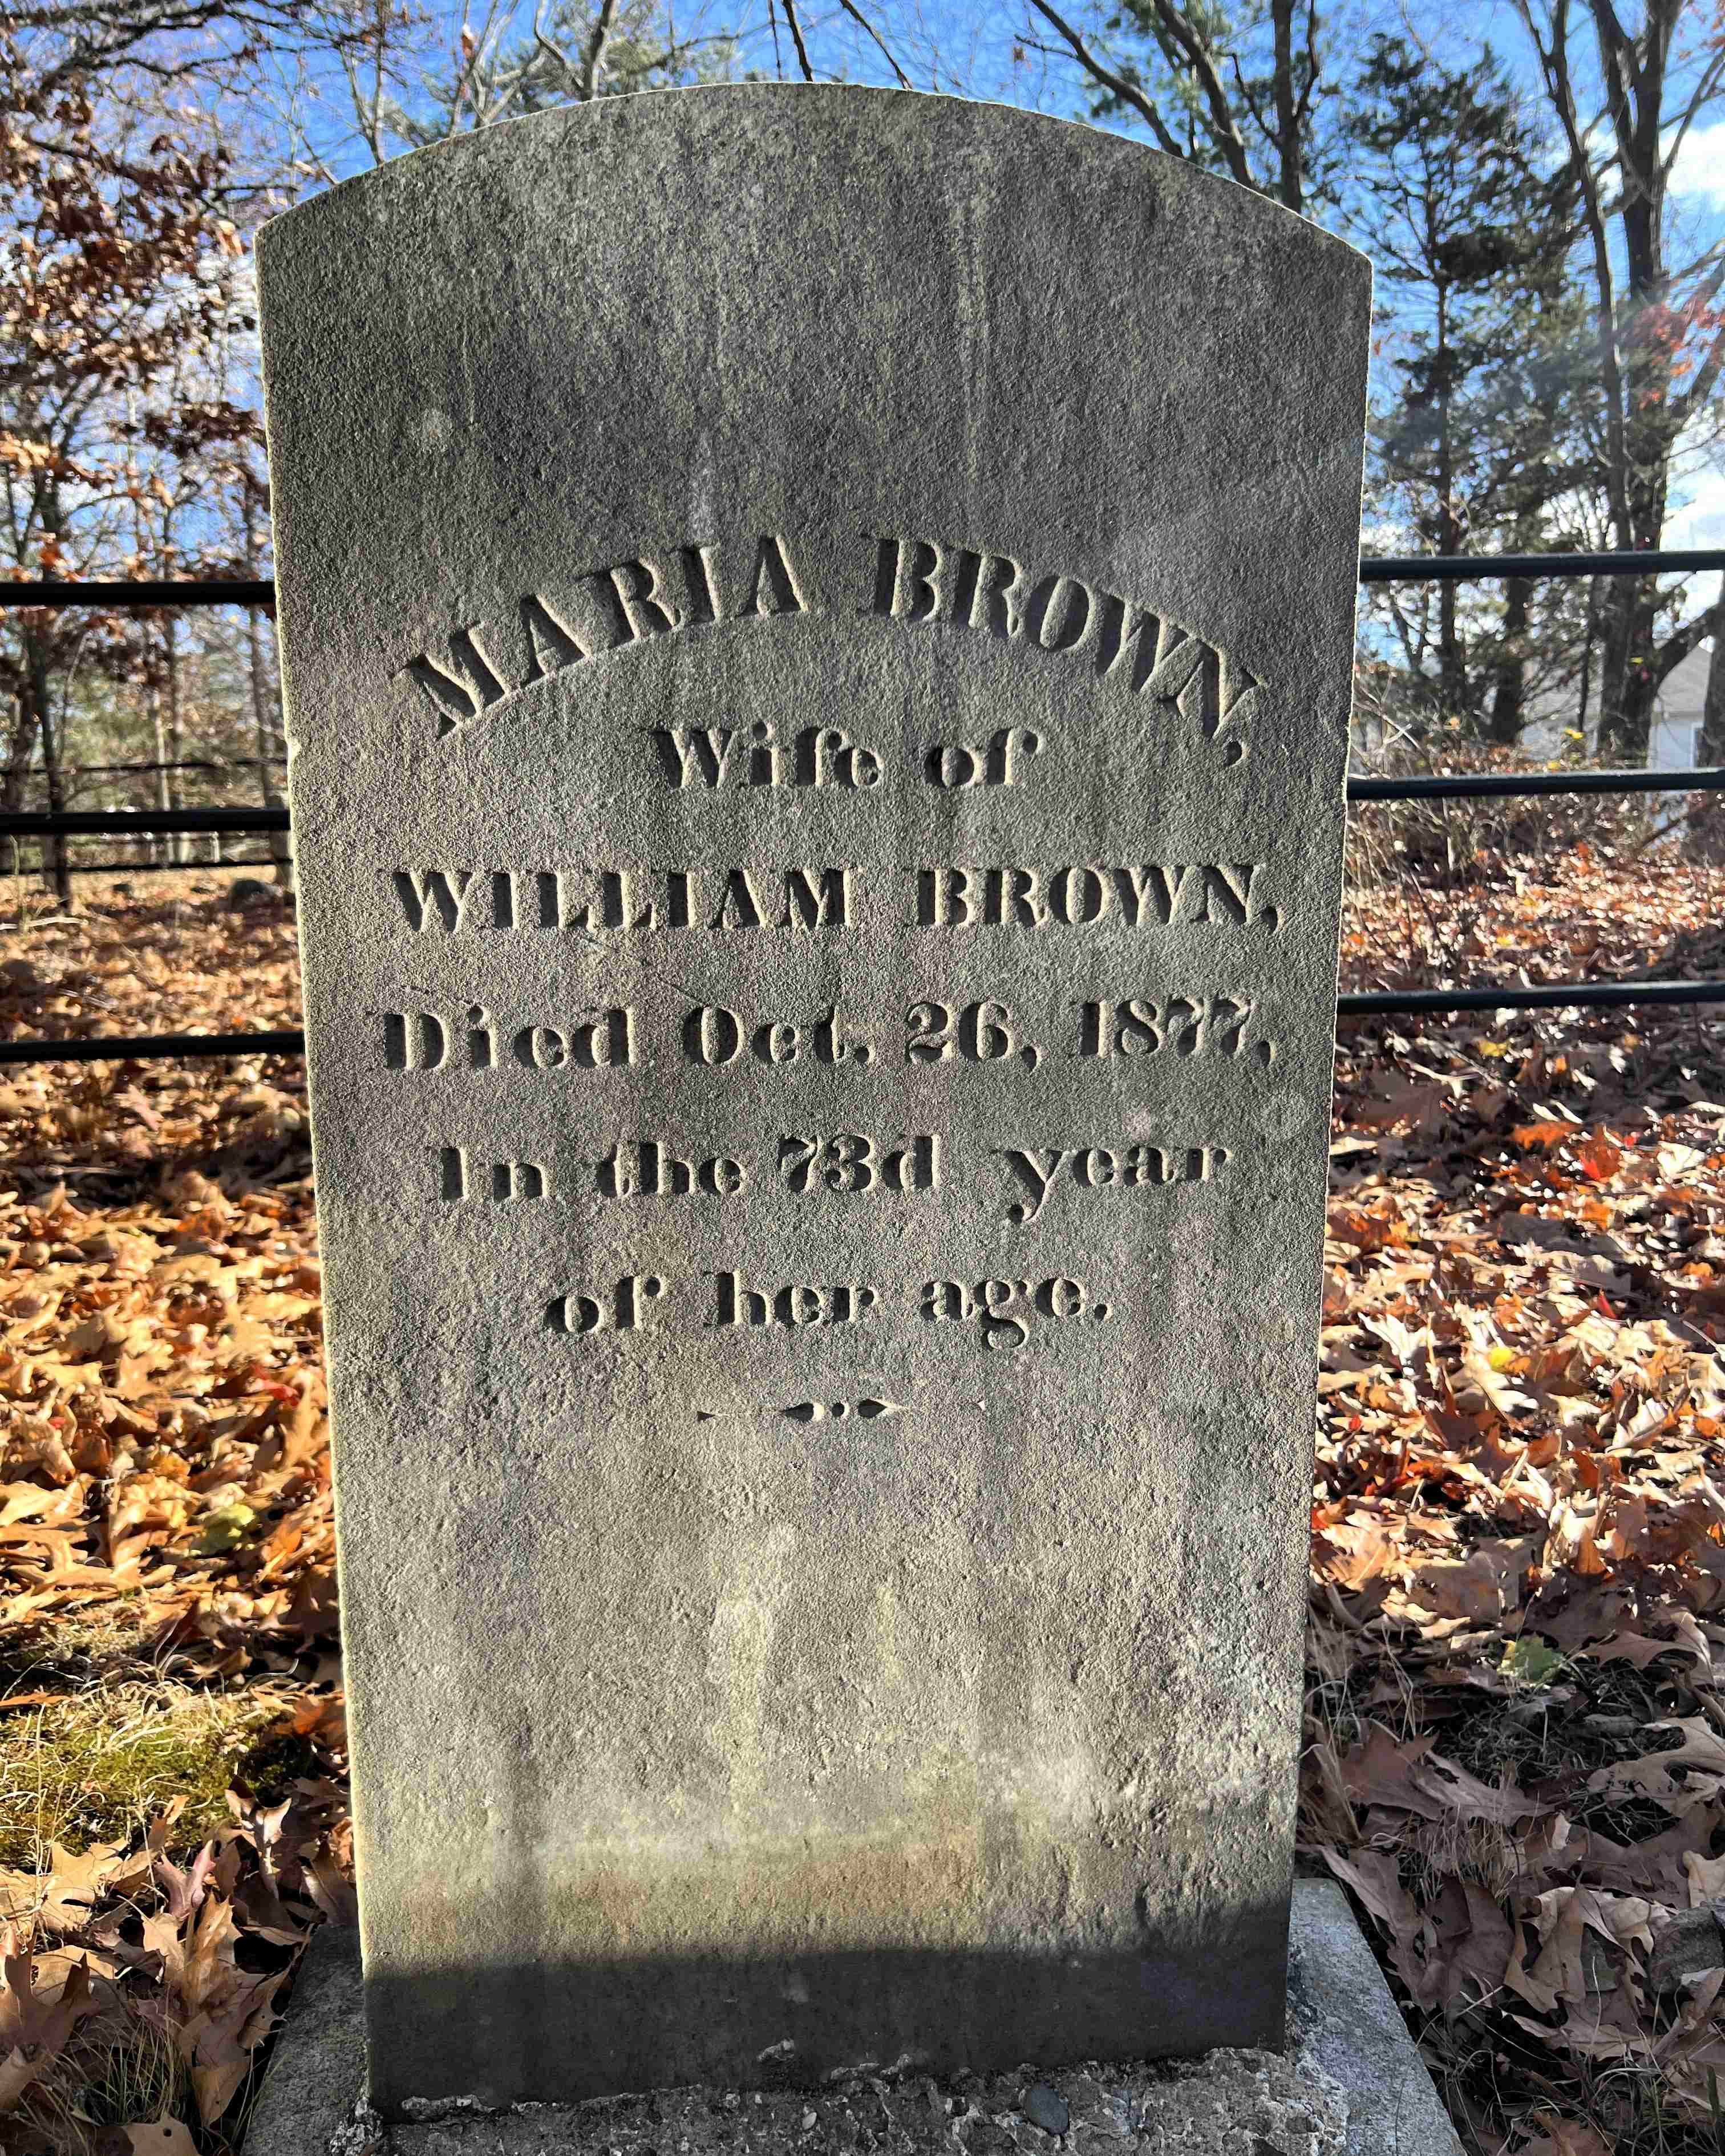 MARIA BROWN,
Wife of
WILLIAM BROWN,
Died Oct. 26, 1877,
In the 73d year
of her age.